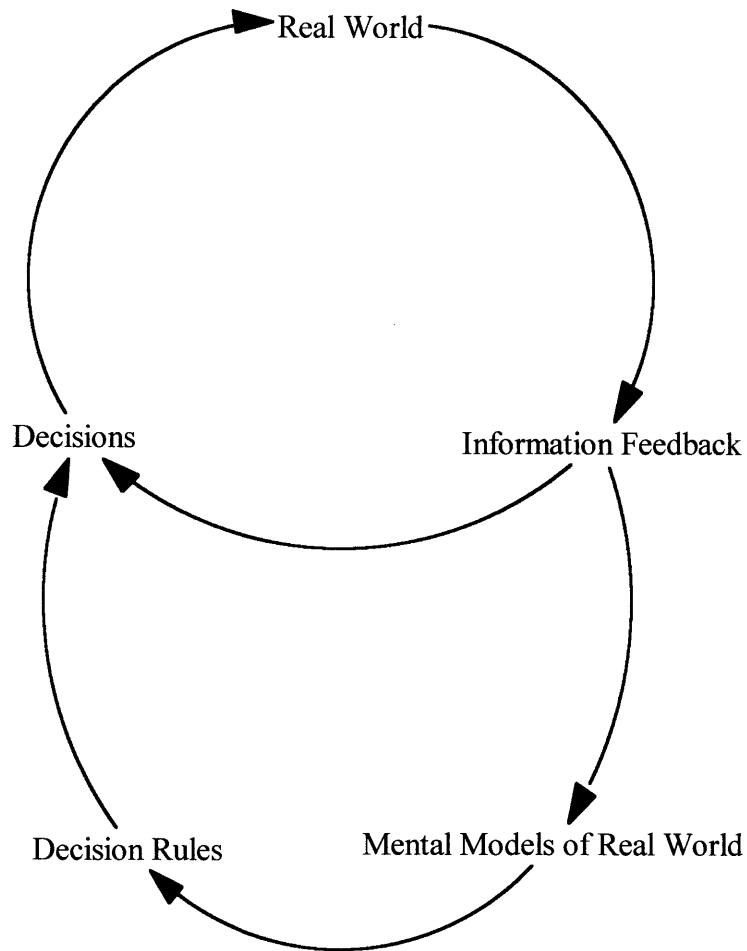 Real World
Decisions
Information Feedback
Decision Rules
Mental Models of Real World